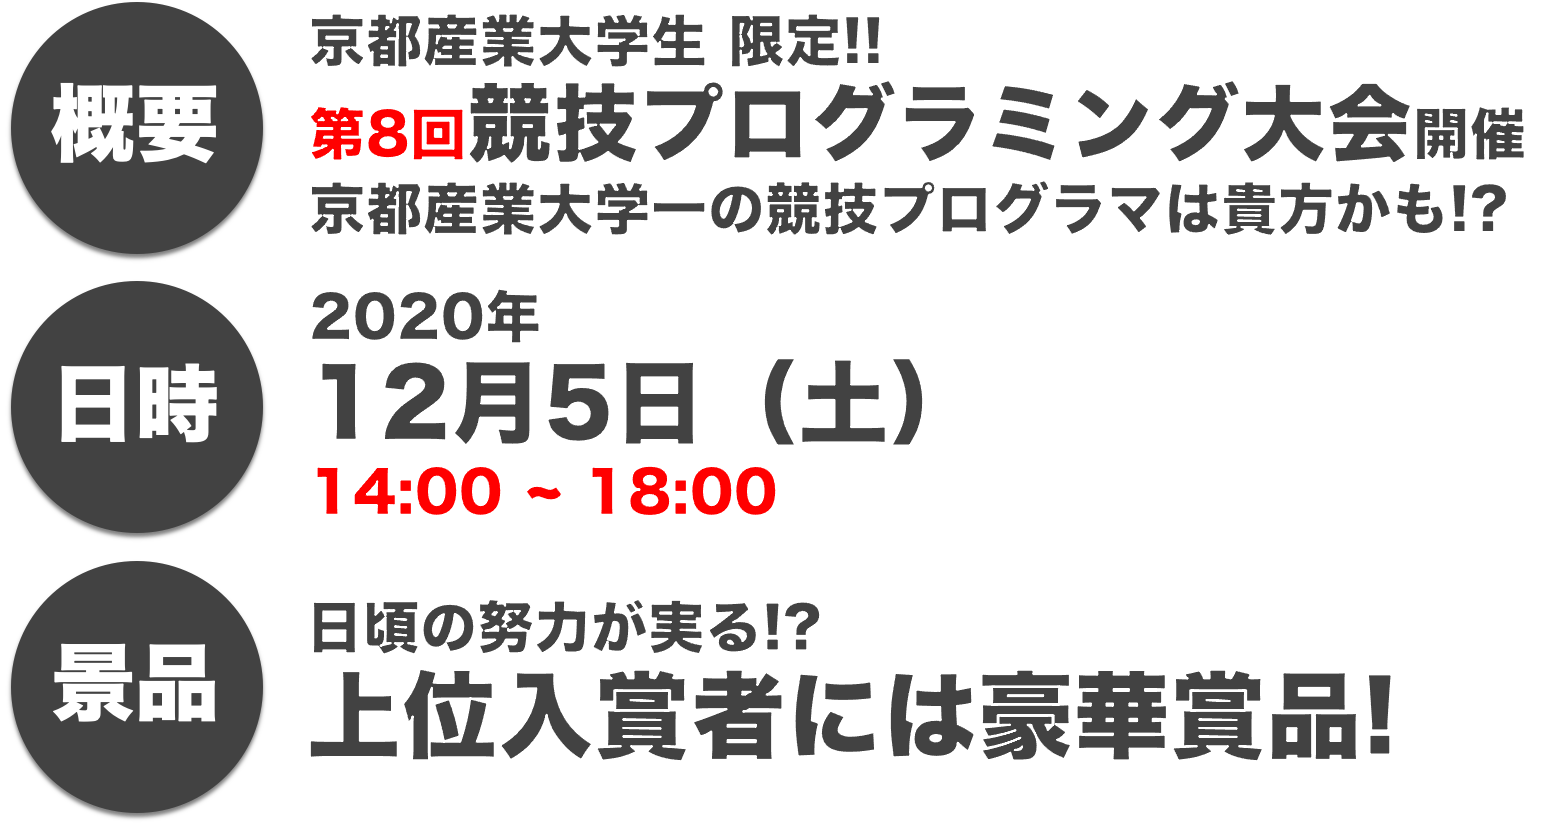 概要
京都産業大学生 限定!!
第8回競技プログラミング大会開催
京都産業大学一の競技プログラマは貴方かも!?
日時
2020年
12月5日（土）
14:00 ~ 18:00
景品
日頃の努力が実る!?
上位入賞者には豪華賞品!